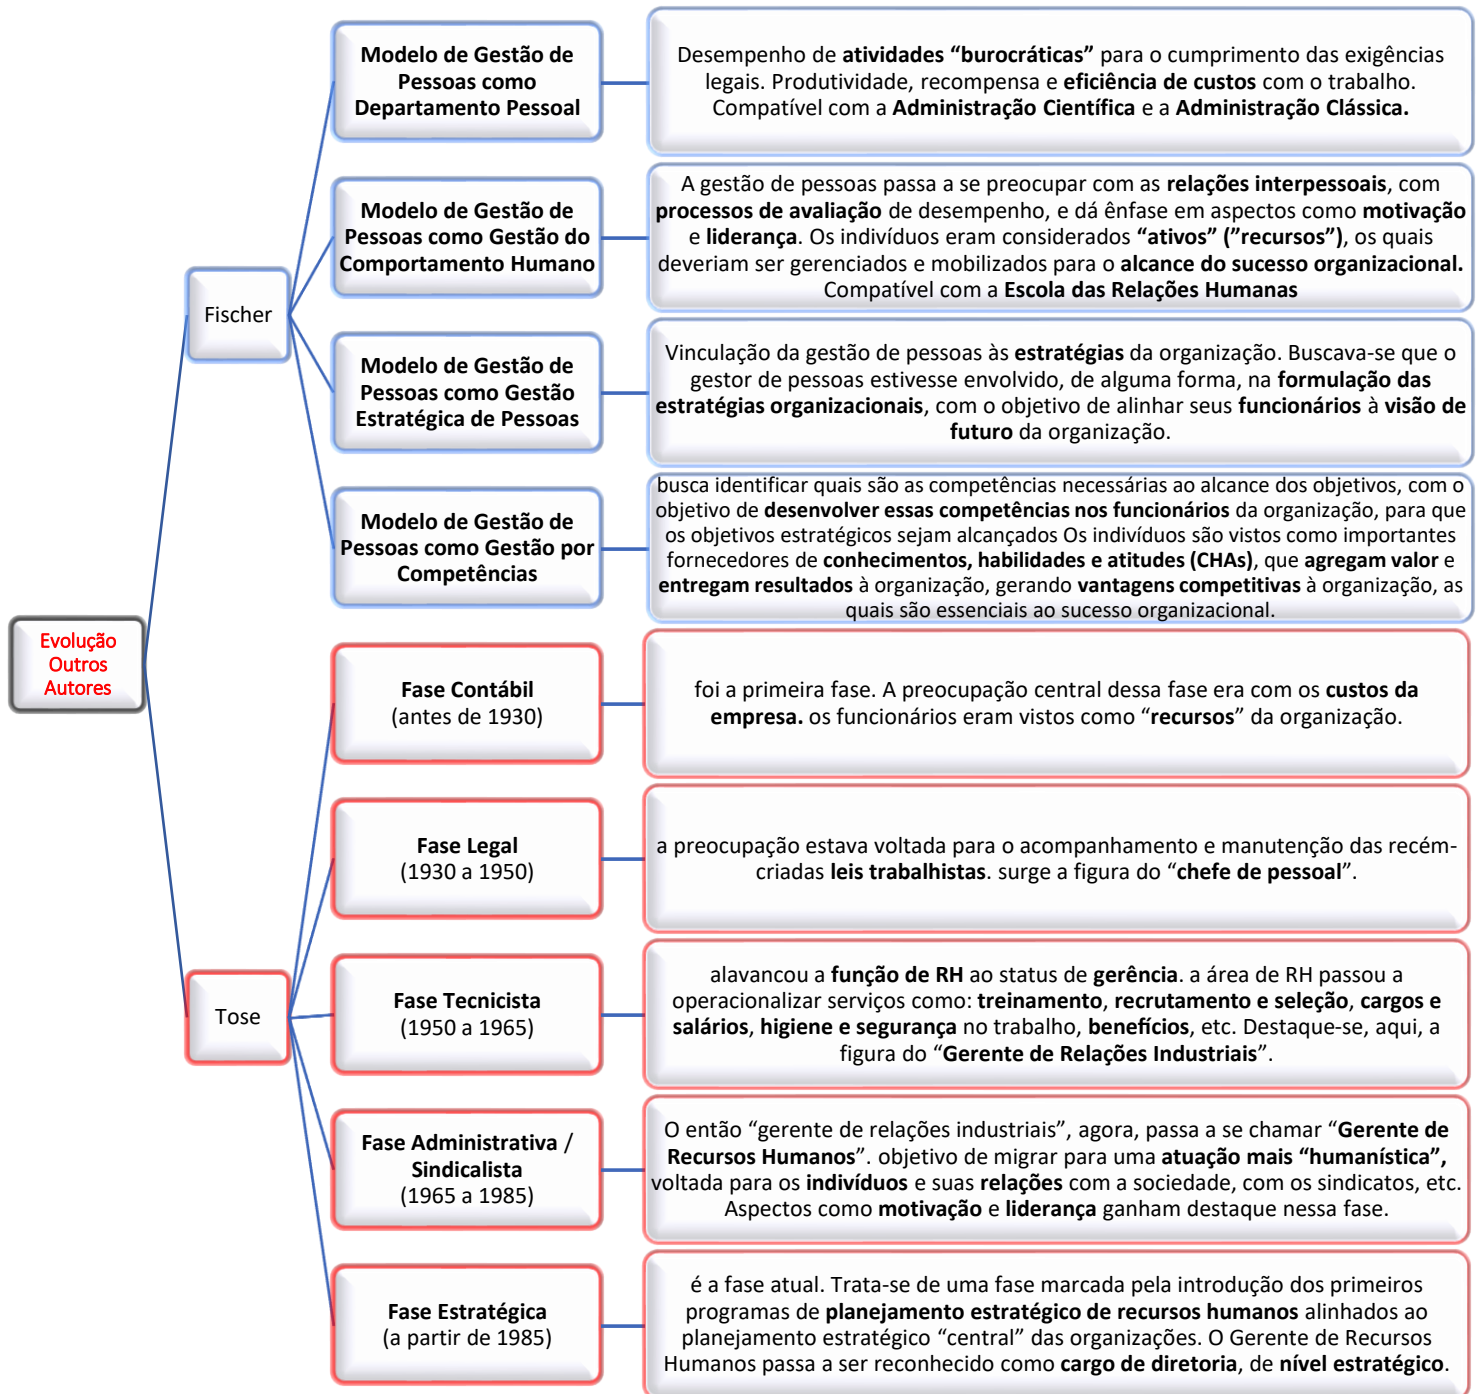 Evolução
Outros
Autores
Fischer
Modelo de Gestão de
Pessoas como
Departamento Pessoal
Desempenho de atividades “burocráticas” para o cumprimento das exigências
legais. Produtividade, recompensa e eficiência de custos com o trabalho.
Compatível com a Administração Científica e a Administração Clássica.
Modelo de Gestão de
Pessoas como Gestão do
Comportamento Humano
A gestão de pessoas passa a se preocupar com as relações interpessoais, com
processos de avaliação de desempenho, e dá ênfase em aspectos como motivação
e liderança. Os indivíduos eram considerados “ativos” (”recursos”), os quais
deveriam ser gerenciados e mobilizados para o alcance do sucesso organizacional.
Compatível com a Escola das Relações Humanas
Modelo de Gestão de
Pessoas como Gestão
Estratégica de Pessoas
Vinculação da gestão de pessoas às estratégias da organização. Buscava-se que o
gestor de pessoas estivesse envolvido, de alguma forma, na formulação das
estratégias organizacionais, com o objetivo de alinhar seus funcionários à visão de
futuro da organização.
Modelo de Gestão de
Pessoas como Gestão por
Competências
busca identificar quais são as competências necessárias ao alcance dos objetivos, com o
objetivo de desenvolver essas competências nos funcionários da organização, para que
os objetivos estratégicos sejam alcançados Os indivíduos são vistos como importantes
fornecedores de conhecimentos, habilidades e atitudes (CHAs), que agregam valor e
entregam resultados à organização, gerando vantagens competitivas à organização, as
quais são essenciais ao sucesso organizacional.
Tose
Fase Contábil
(antes de 1930)
foi a primeira fase. A preocupação central dessa fase era com os custos da
empresa. os funcionários eram vistos como “recursos” da organização.
Fase Legal
(1930 a 1950)
a preocupação estava voltada para o acompanhamento e manutenção das recém-
criadas leis trabalhistas. surge a figura do “chefe de pessoal”.
Fase Tecnicista
(1950 a 1965)
alavancou a função de RH ao status de gerência. a área de RH passou a
operacionalizar serviços como: treinamento, recrutamento e seleção, cargos e
salários, higiene e segurança no trabalho, benefícios, etc. Destaque-se, aqui, a
figura do “Gerente de Relações Industriais”.
Fase Administrativa /
Sindicalista
(1965 a 1985)
O então “gerente de relações industriais”, agora, passa a se chamar “Gerente de
Recursos Humanos”. objetivo de migrar para uma atuação mais “humanística”,
voltada para os indivíduos e suas relações com a sociedade, com os sindicatos, etc.
Aspectos como motivação e liderança ganham destaque nessa fase.
Fase Estratégica
(a partir de 1985)
é a fase atual. Trata-se de uma fase marcada pela introdução dos primeiros
programas de planejamento estratégico de recursos humanos alinhados ao
planejamento estratégico “central” das organizações. O Gerente de Recursos
Humanos passa a ser reconhecido como cargo de diretoria, de nível estratégico.